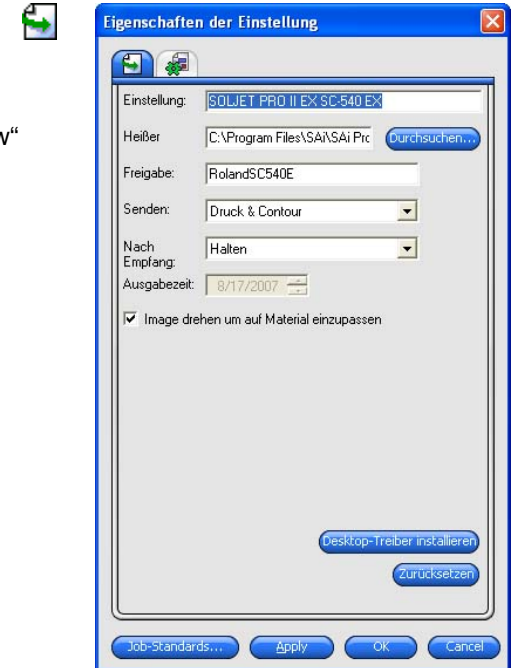 Eigenschaften der Einstellung
w“
Einstellung: SOLJET PRO II EX SC-540 EX
Heißer C:\Program Files\SAi\SAi Prc Durchsuchen...
Freigabe: RolandSC540E
Senden: Druck & Contour
Nach
Empfang: Halten
Ausgabezeit: 8/17/2007
Image drehen um auf Material einzupassen
Desktop-Treiber installieren
Zurücksetzen
Job-Standards... Apply OK Cancel